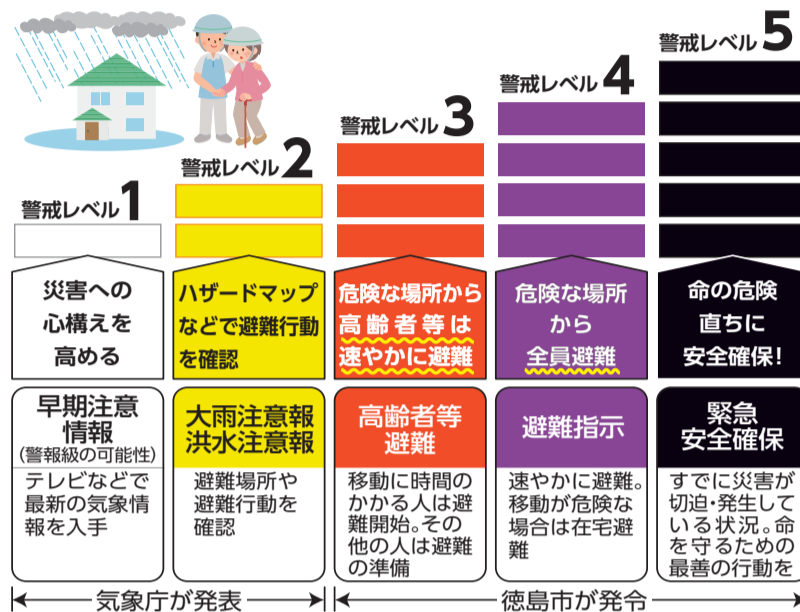 警戒レベル1
災害への
心構えを
高める
早期注意
情報
(警報級の可能性)
テレビなどで
最新の気象情
報を入手
警戒レベル2
ハザードマップ
などで避難行動
を確認
大雨注意報
洪水注意報
避難場所や
避難行動を
確認
警戒レベル3
危険な場所から
高齢者等は
速やかに避難
高齢者等
避難
移動に時間の
かかる人は避
難開始。その
他の人は避難
の準備
警戒レベル4
危険な場所
から
全員避難
避難指示
速やかに避難。
移動が危険な
場合は在宅避
難
警戒レベル5
命の危険
直ちに
安全確保!
緊急
安全確保
すでに災害が
切迫・発生して
いる状況。命
を守るための
最善の行動を
気象庁が発表
徳島市が発令